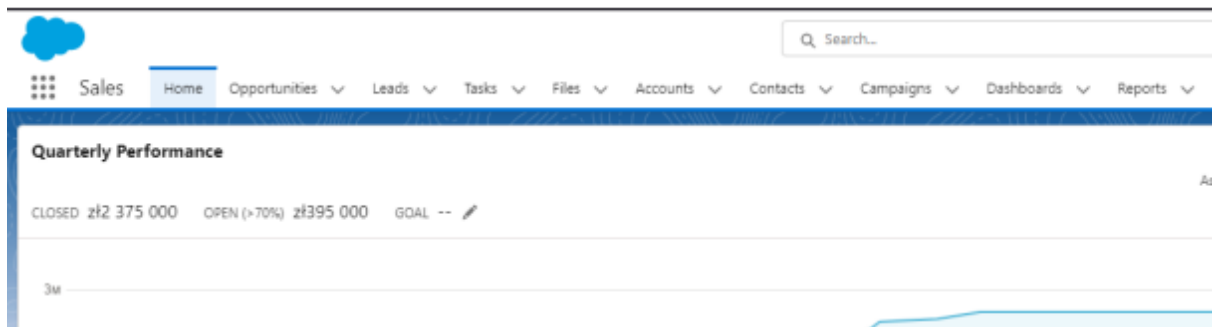 Search...
Sales Home Opportunities Leads Tasks Files Accounts Contacts Campaigns Dashboards Reports
Quarterly Performance
CLOSED zł2 375 000 OPEN (>70%) zł395 000 GOAL --
3M